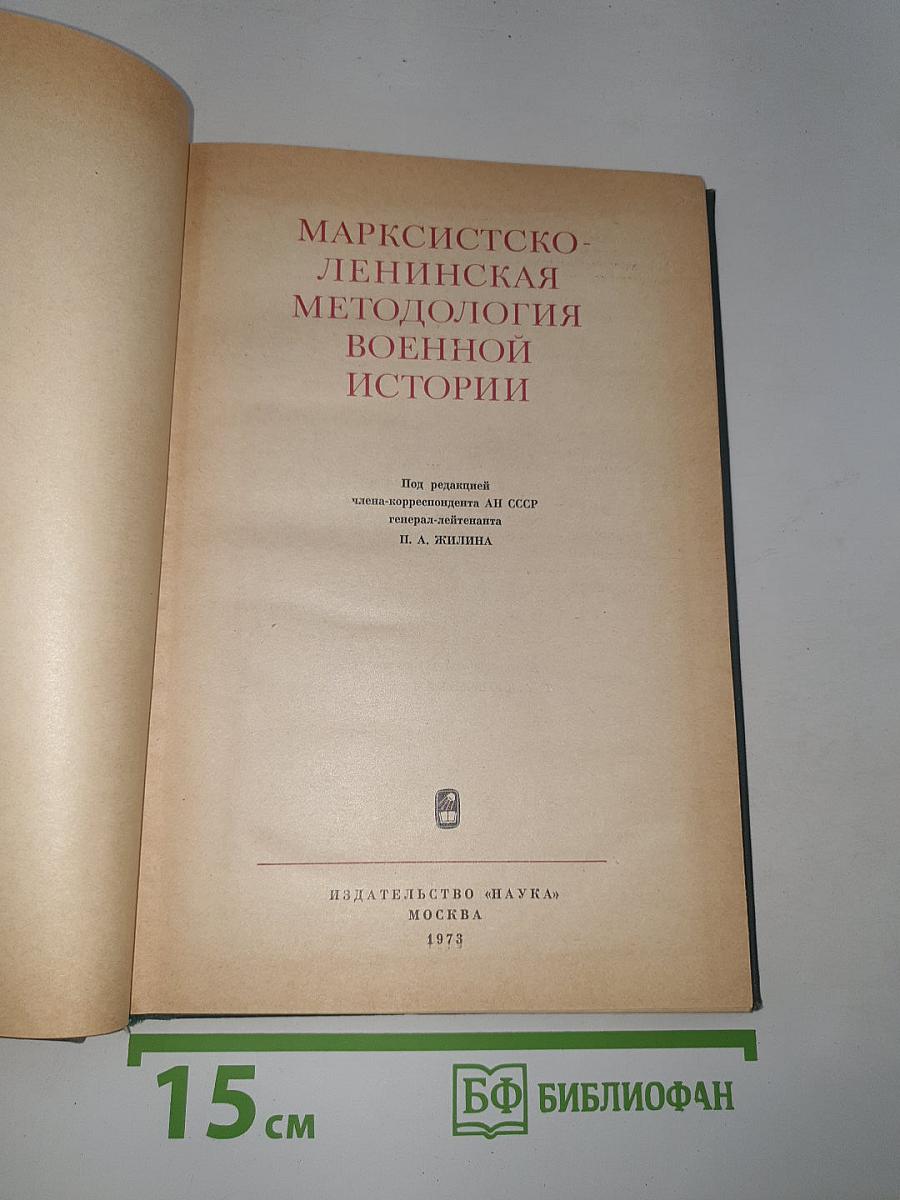 МАРКСИСТСКО-
ЛЕНИНСКАЯ
МЕТОДОЛОГИЯ
ВОЕННОЙ
ИСТОРИИ
Под редакцией
члена-корреспондента АН СССР
генерал-лейтенанта
П. А. ЖИЛИНА
ИЗДАТЕЛЬСТВО «НАУКА»
МОСКВА
1973
15 см
БФ БИБЛИОФАН